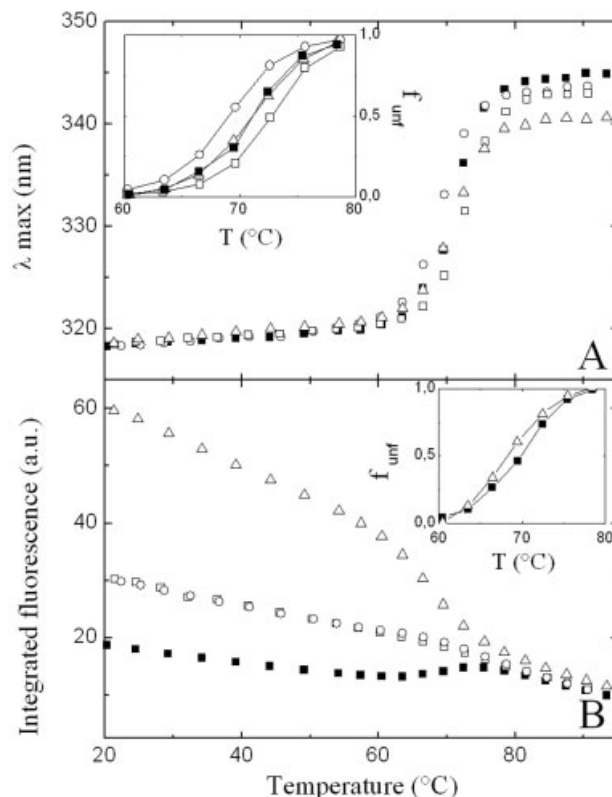 350
340
330
320
λ max (nm)
1,0
0,5
0,0
f unf
60 70 80
T (°C)
A
60
40
20
Integrated fluorescence (a.u.)
1,0
0,5
0,0
f unf
60 70 80
T (°C)
B
20 40 60 80
Temperature (°C)